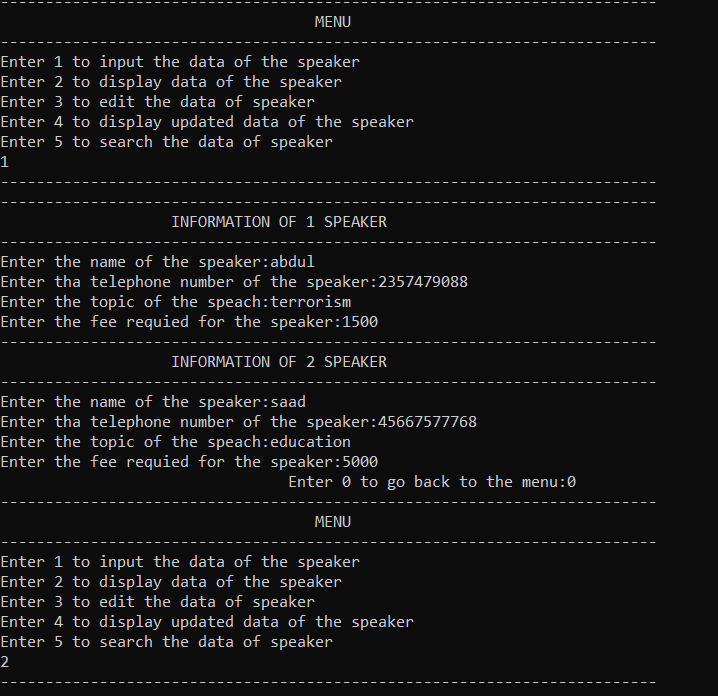 -------------------------------------------------------------------------
MENU
-------------------------------------------------------------------------
Enter 1 to input the data of the speaker
Enter 2 to display data of the speaker
Enter 3 to edit the data of speaker
Enter 4 to display updated data of the speaker
Enter 5 to search the data of speaker
1
-------------------------------------------------------------------------
-------------------------------------------------------------------------
INFORMATION OF 1 SPEAKER
-------------------------------------------------------------------------
Enter the name of the speaker:abdul
Enter tha telephone number of the speaker:2357479088
Enter the topic of the speach:terrorism
Enter the fee requied for the speaker:1500
-------------------------------------------------------------------------
INFORMATION OF 2 SPEAKER
-------------------------------------------------------------------------
Enter the name of the speaker:saad
Enter tha telephone number of the speaker:45667577768
Enter the topic of the speach:education
Enter the fee requied for the speaker:5000
Enter 0 to go back to the menu:0
-------------------------------------------------------------------------
MENU
-------------------------------------------------------------------------
Enter 1 to input the data of the speaker
Enter 2 to display data of the speaker
Enter 3 to edit the data of speaker
Enter 4 to display updated data of the speaker
Enter 5 to search the data of speaker
2
-------------------------------------------------------------------------